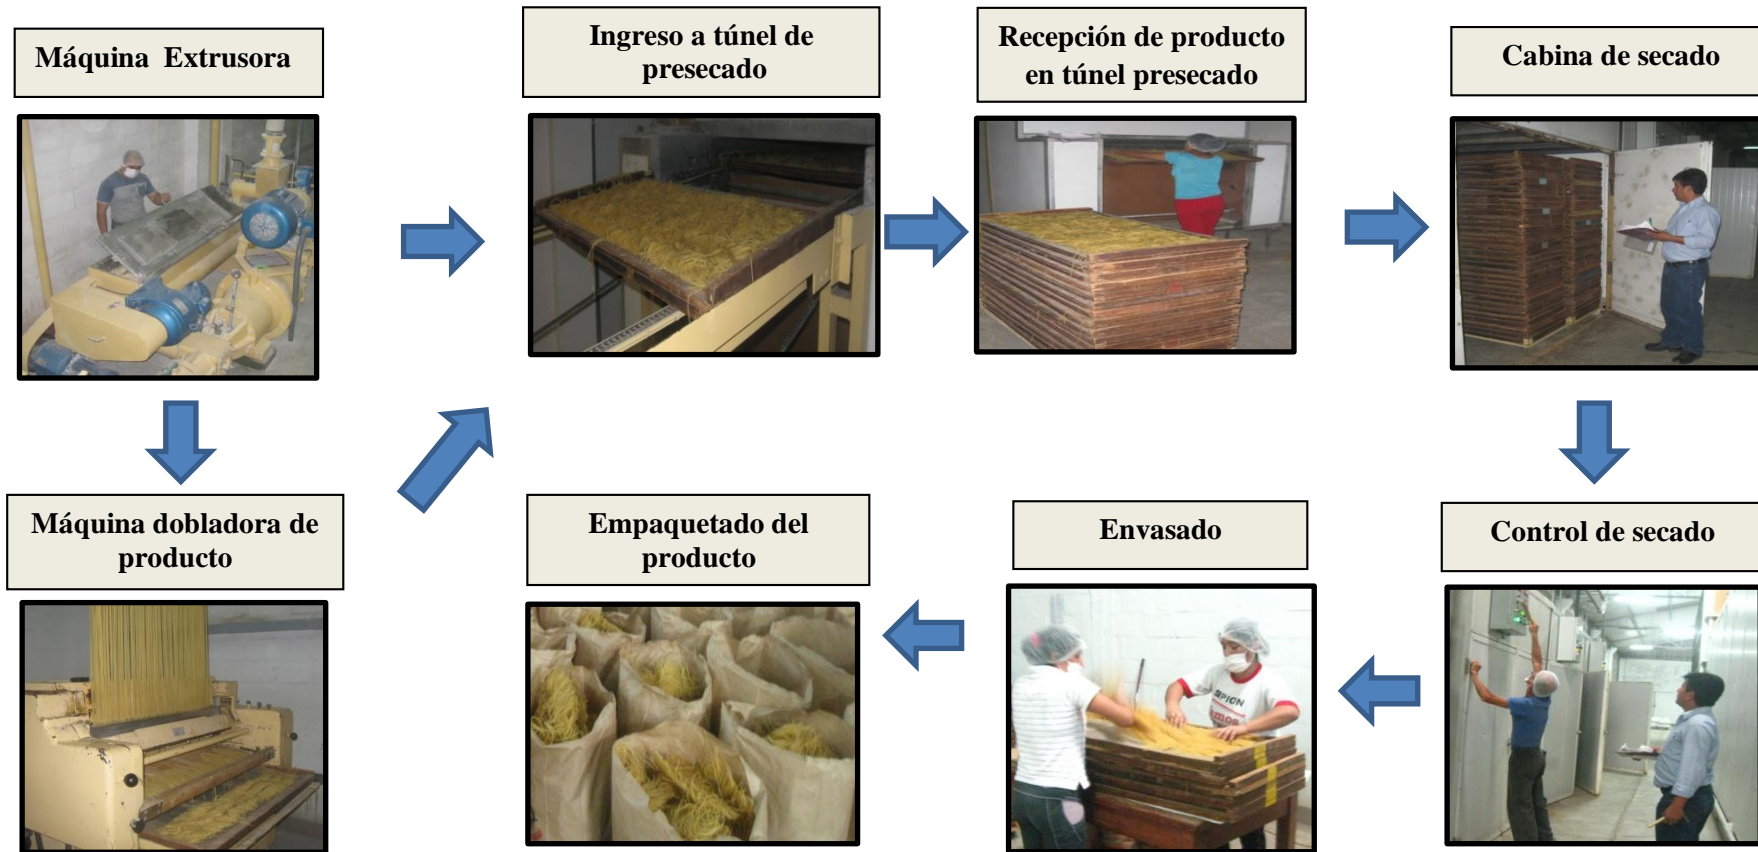 Máquina Extrusora
Ingreso a túnel de
presecado
Recepción de producto
en túnel presecado
Cabina de secado
Máquina dobladora de
producto
Empaquetado del
producto
Envasado
Control de secado